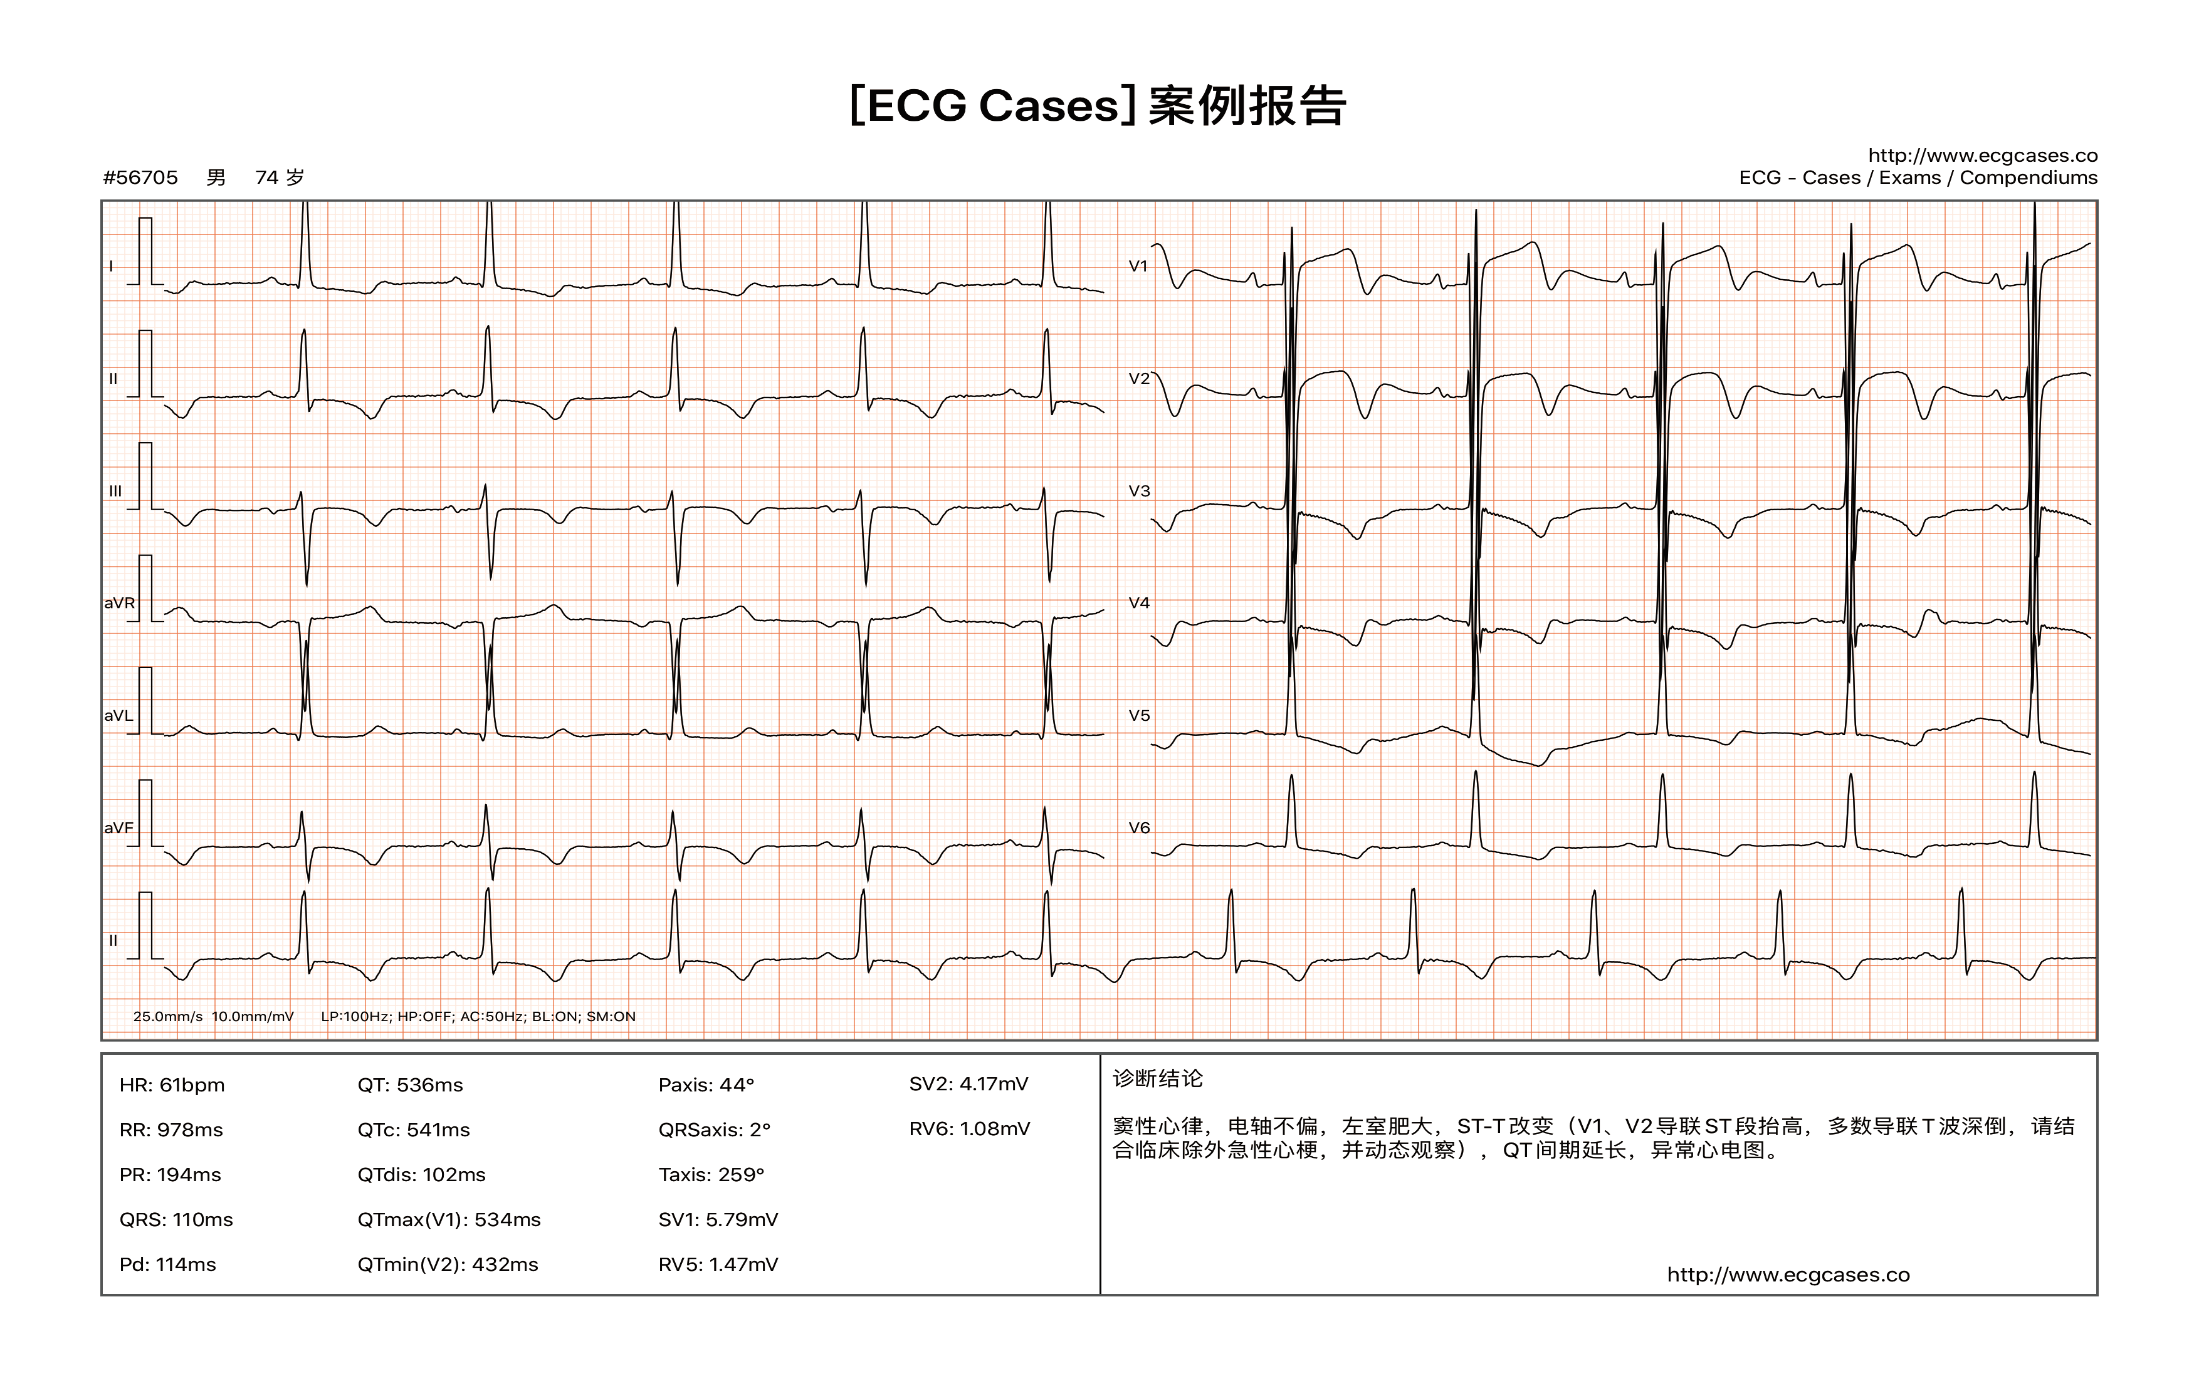 [ECG Cases] 案例报告
http://www.ecgcases.co
#56705 男 74 岁
ECG - Cases / Exams / Compendiums
I
V1
II
V2
III
V3
aVR
V4
aVL
V5
aVF
V6
II
25.0mm/s 10.0mm/mV LP:100Hz; HP:OFF; AC:50Hz; BL:ON; SM:ON
HR: 61bpm
RR: 978ms
PR: 194ms
QRS: 110ms
Pd: 114ms
QT: 536ms
QTc: 541ms
QTdis: 102ms
QTmax(V1): 534ms
QTmin(V2): 432ms
Paxis: 44°
QRSaxis: 2°
Taxis: 259°
SV1: 5.79mV
RV5: 1.47mV
SV2: 4.17mV
RV6: 1.08mV
诊断结论
窦性心律，电轴不偏，左室肥大，ST-T改变（V1、V2导联ST段抬高，多数导联T波深倒，请结
合临床除外急性心梗，并动态观察），QT间期延长，异常心电图。
http://www.ecgcases.co